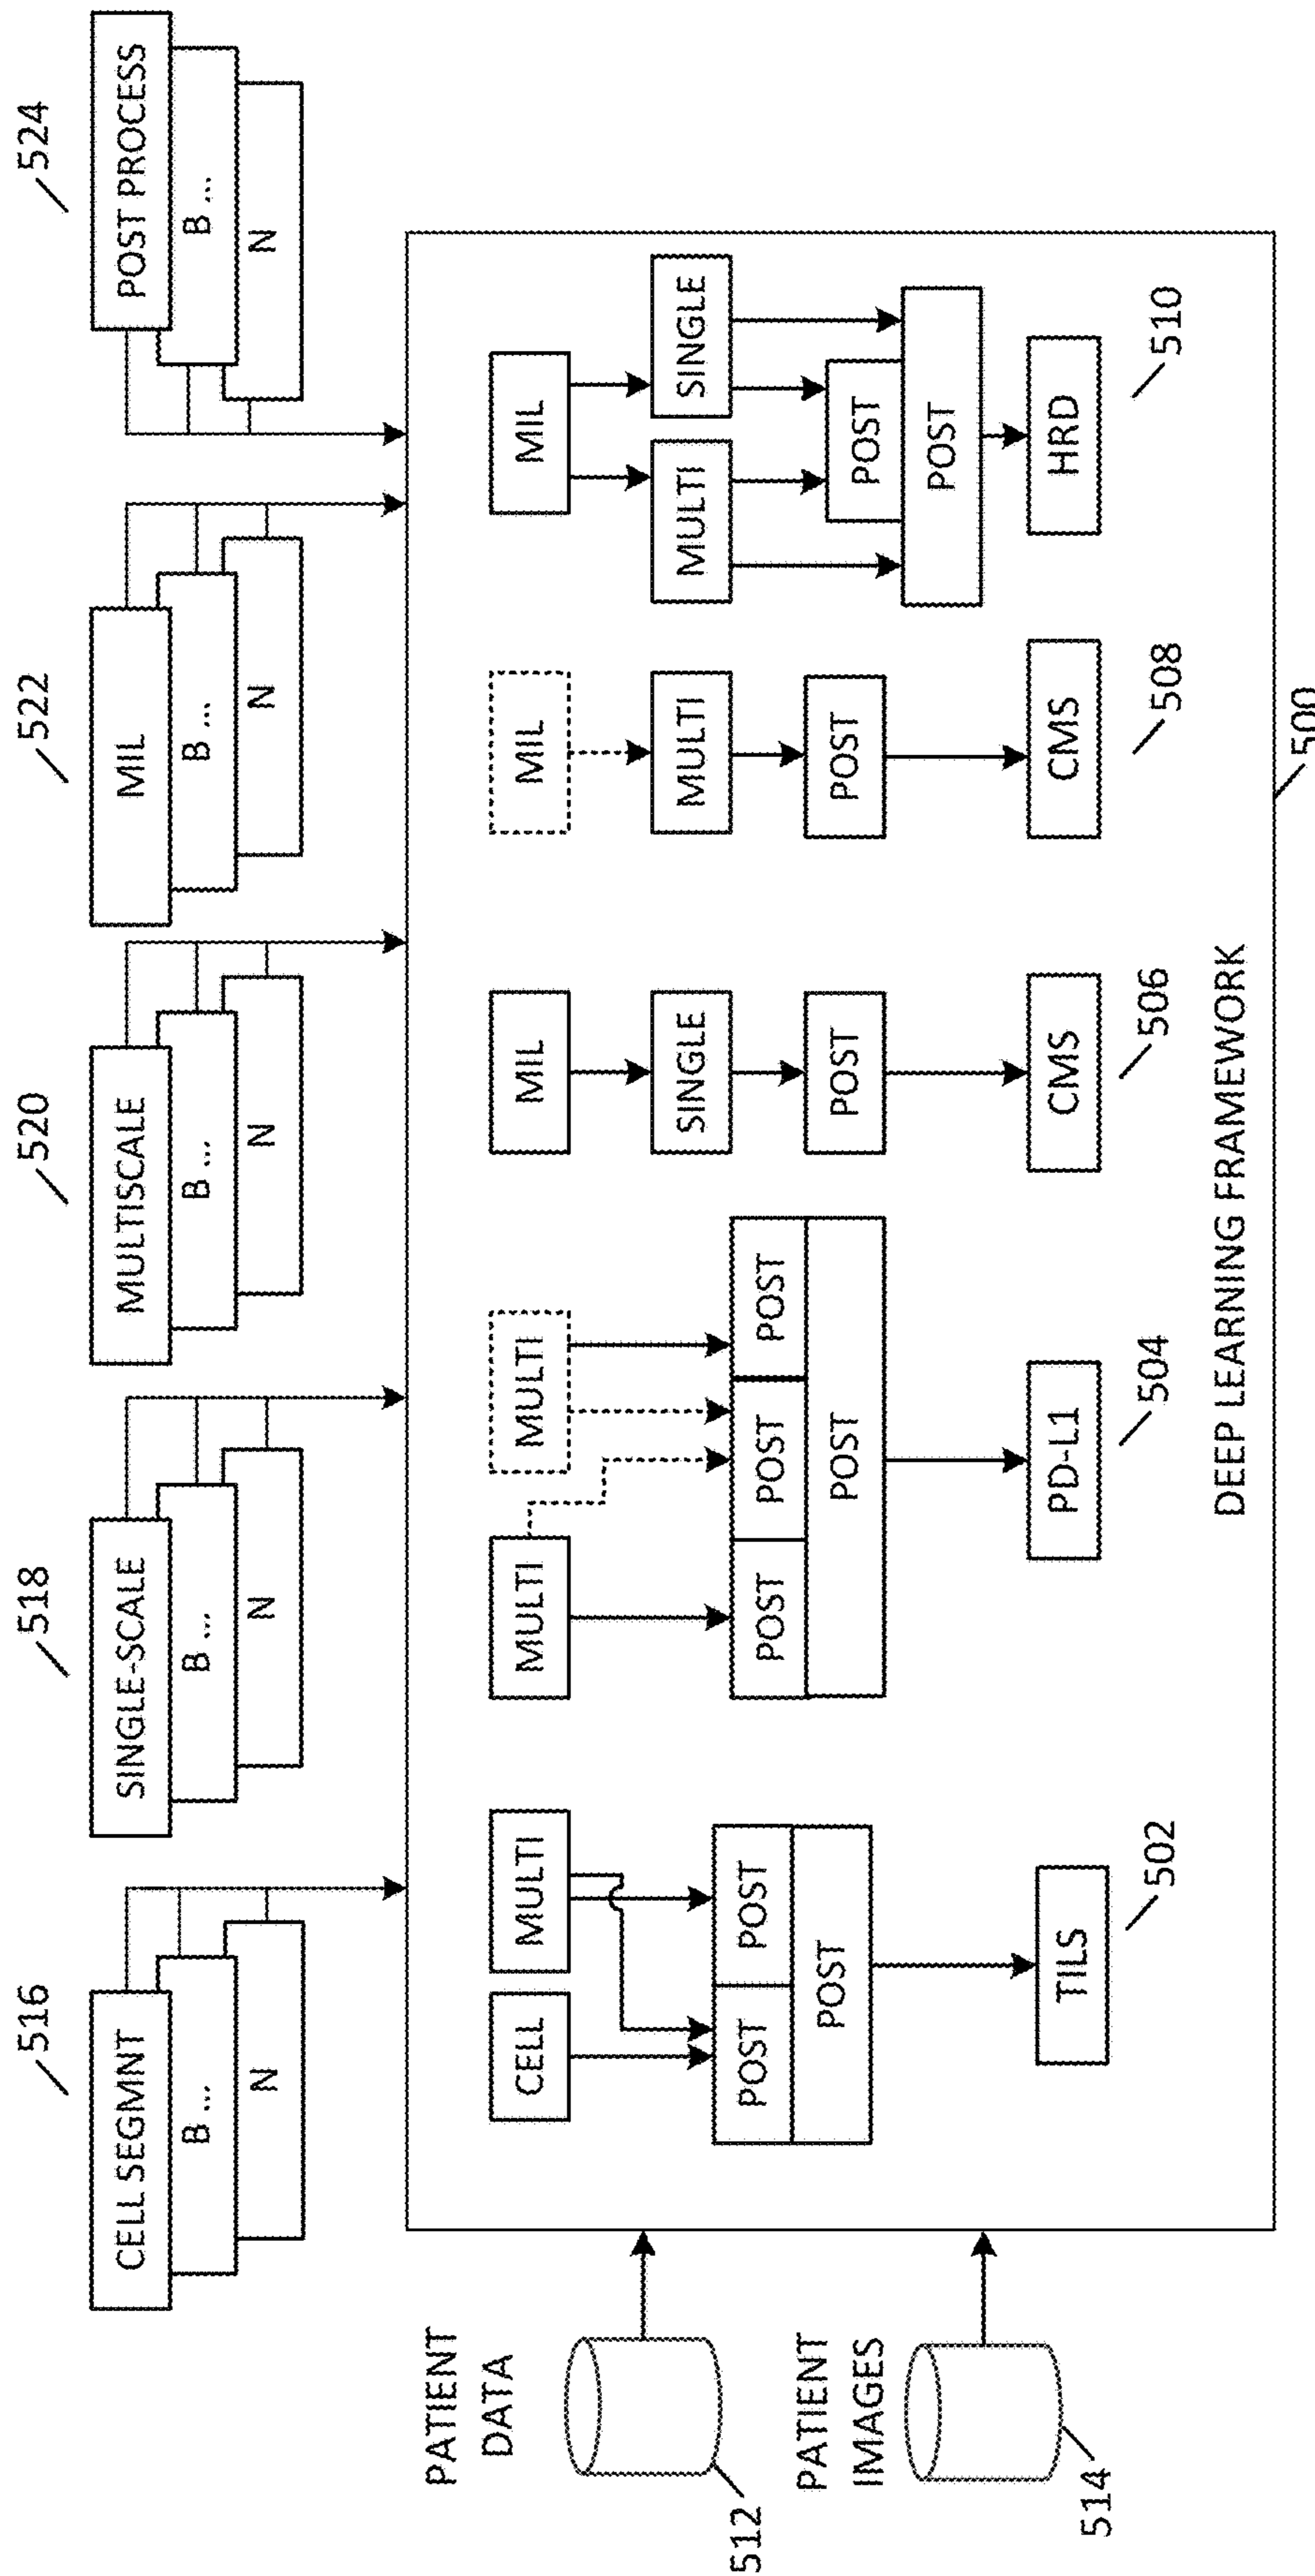 516
518
520
522
524
CELL SEGMNT
B ...
N
SINGLE-SCALE
B ...
N
MULTISCALE
B ...
N
MIL
B ...
N
POST PROCESS
B ...
N
PATIENT
DATA
512
PATIENT
IMAGES
514
CELL
MULTI
POST
POST
POST
TILS
502
MULTI
MULTI
POST
POST
POST
POST
PD-L1
504
MIL
SINGLE
POST
CMS
506
MIL
MULTI
POST
CMS
508
MIL
MULTI
SINGLE
POST
POST
HRD
510
DEEP LEARNING FRAMEWORK
500